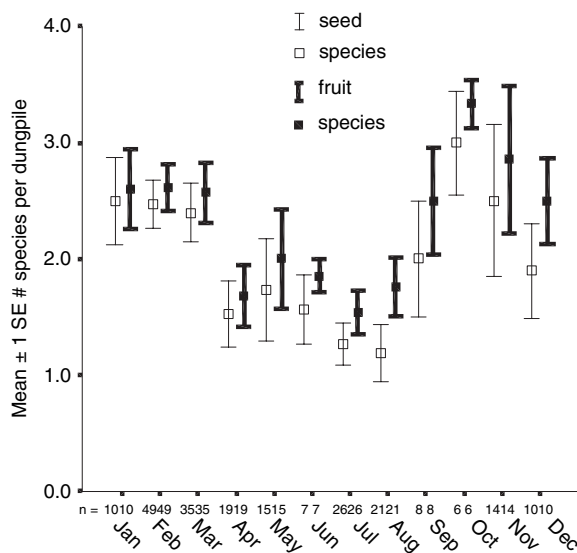 4.0
3.0
2.0
1.0
0.0
Mean ± 1 SE # species per dungpile
seed
species
fruit
species
n = 1010 4949 3535 1919 1515 7 7 2626 2121 8 8 6 6 1414 1010
Jan Feb Mar Apr May Jun Jul Aug Sep Oct Nov Dec